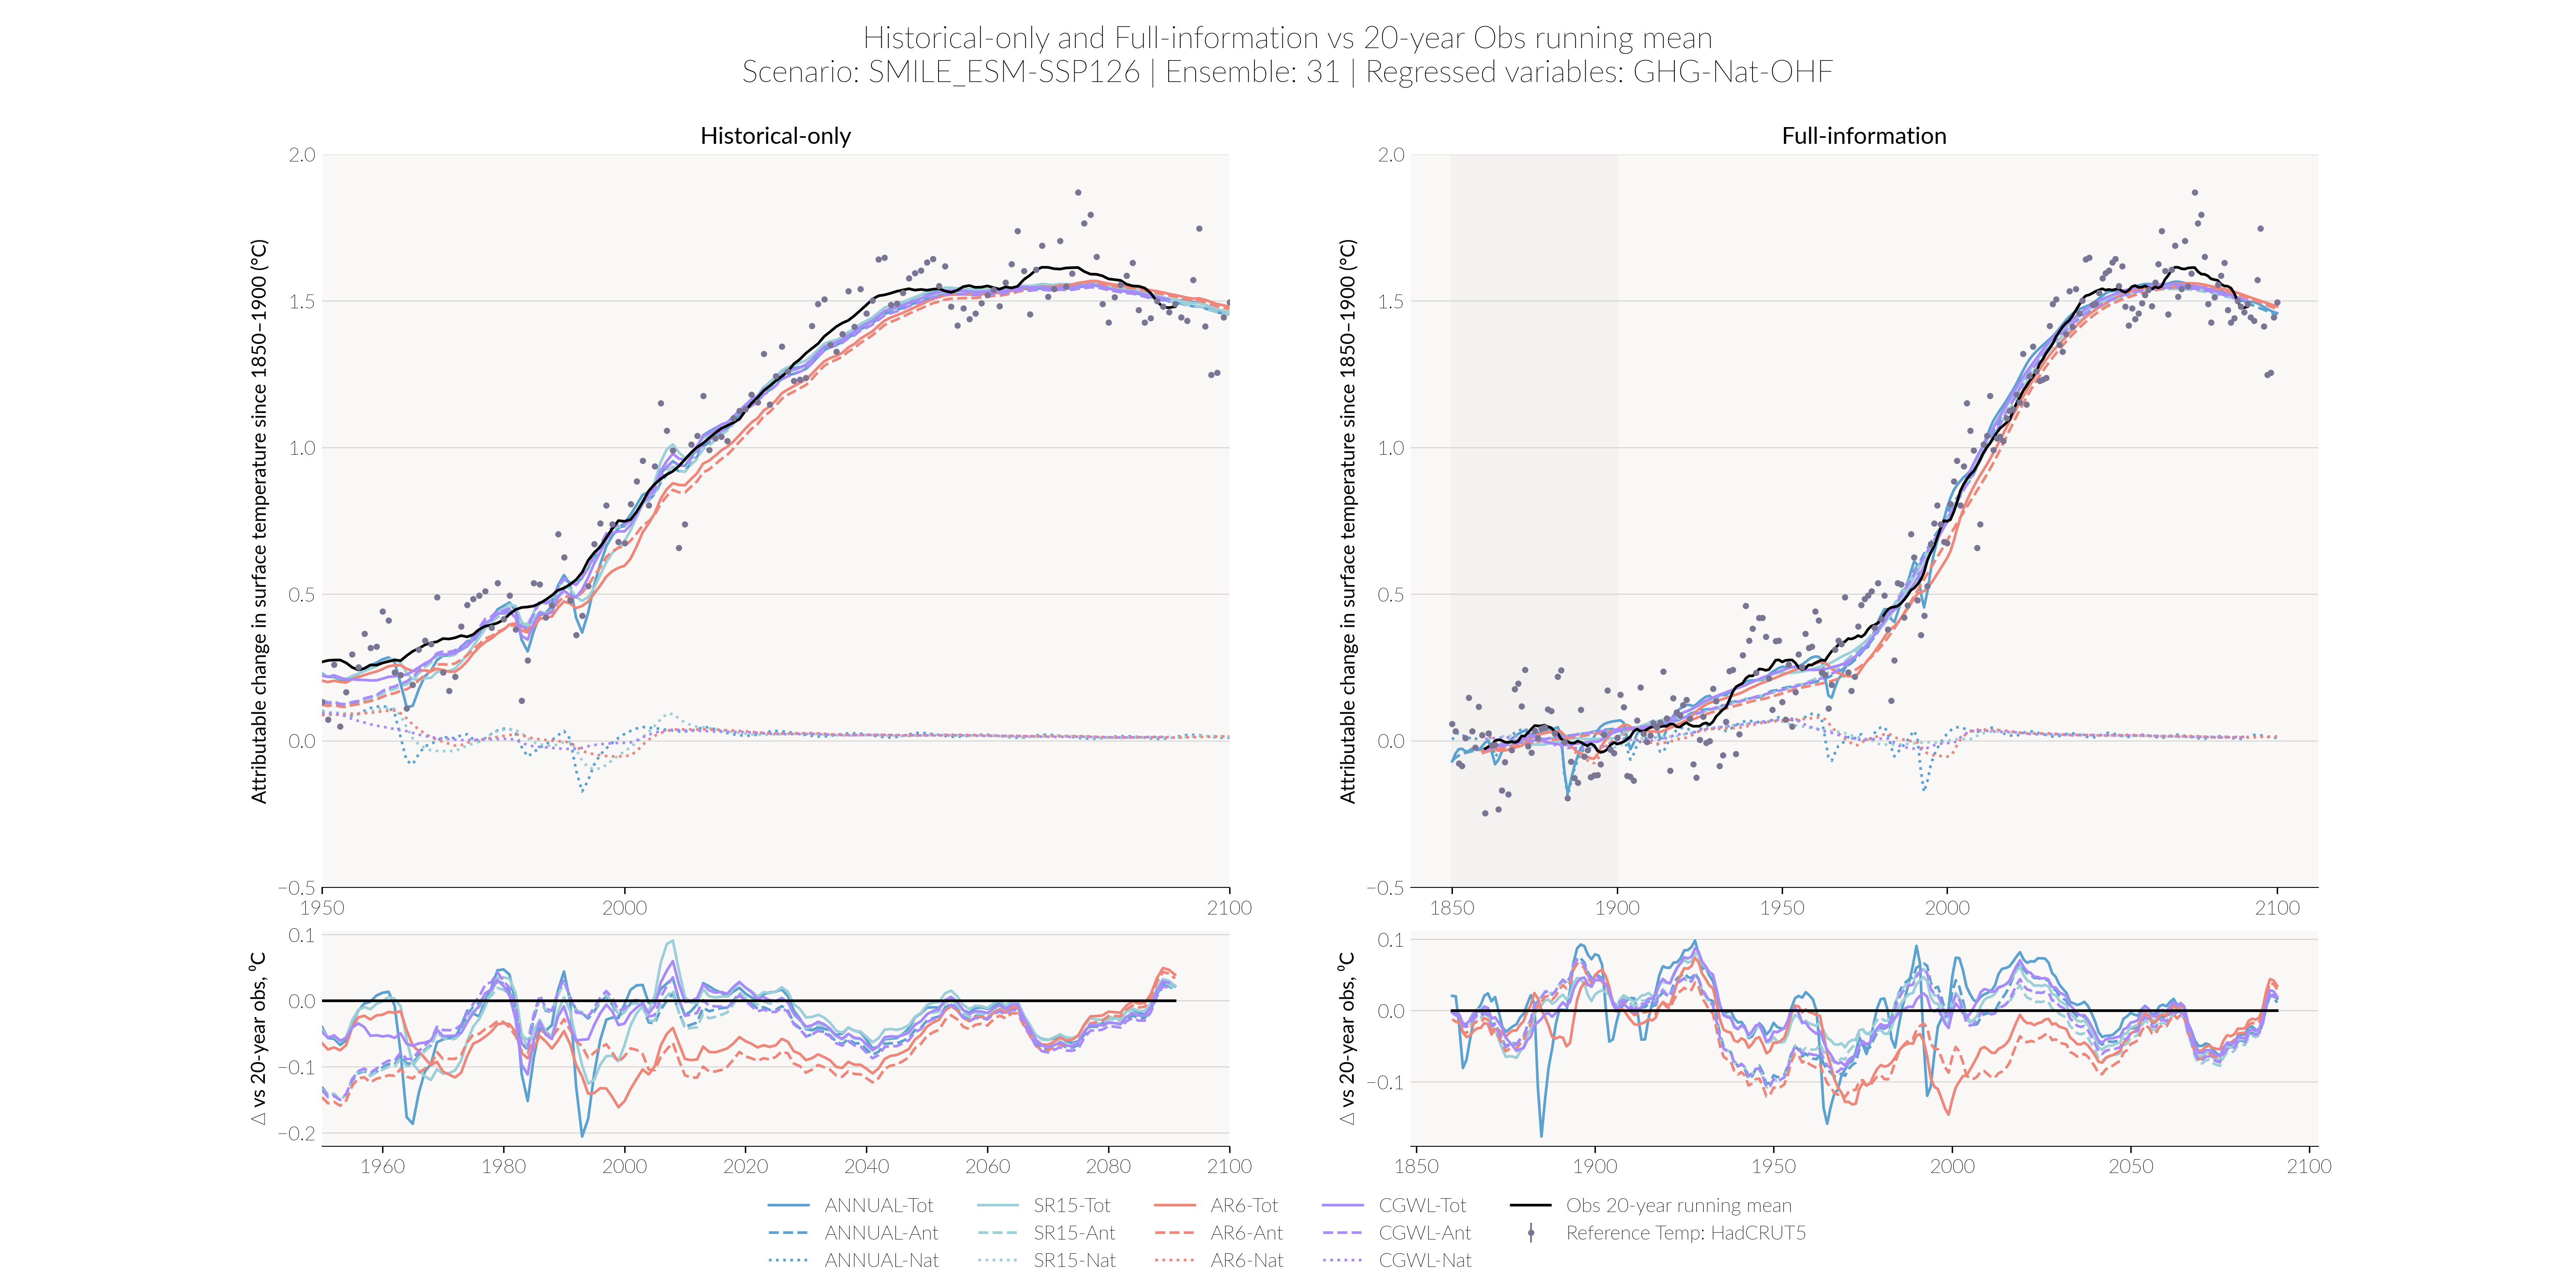 Historical-only and Full-information vs 20-year Obs running mean
Scenario: SMILE_ESM-SSP126 | Ensemble: 31 | Regressed variables: GHG-Nat-OHF
Historical-only
Attributable change in surface temperature since 1850–1900 (°C)
2.0
1.5
1.0
0.5
0.0
−0.5
1950
2000
2100
Δ vs 20-year obs, °C
0.1
0.0
−0.1
−0.2
1960
1980
2000
2020
2040
2060
2080
2100
Full-information
Attributable change in surface temperature since 1850–1900 (°C)
2.0
1.5
1.0
0.5
0.0
−0.5
1850
1900
1950
2000
2100
Δ vs 20-year obs, °C
0.1
0.0
−0.1
1850
1900
1950
2000
2050
2100
ANNUAL-Tot
ANNUAL-Ant
ANNUAL-Nat
SR15-Tot
SR15-Ant
SR15-Nat
AR6-Tot
AR6-Ant
AR6-Nat
CGWL-Tot
CGWL-Ant
CGWL-Nat
Obs 20-year running mean
Reference Temp: HadCRUT5